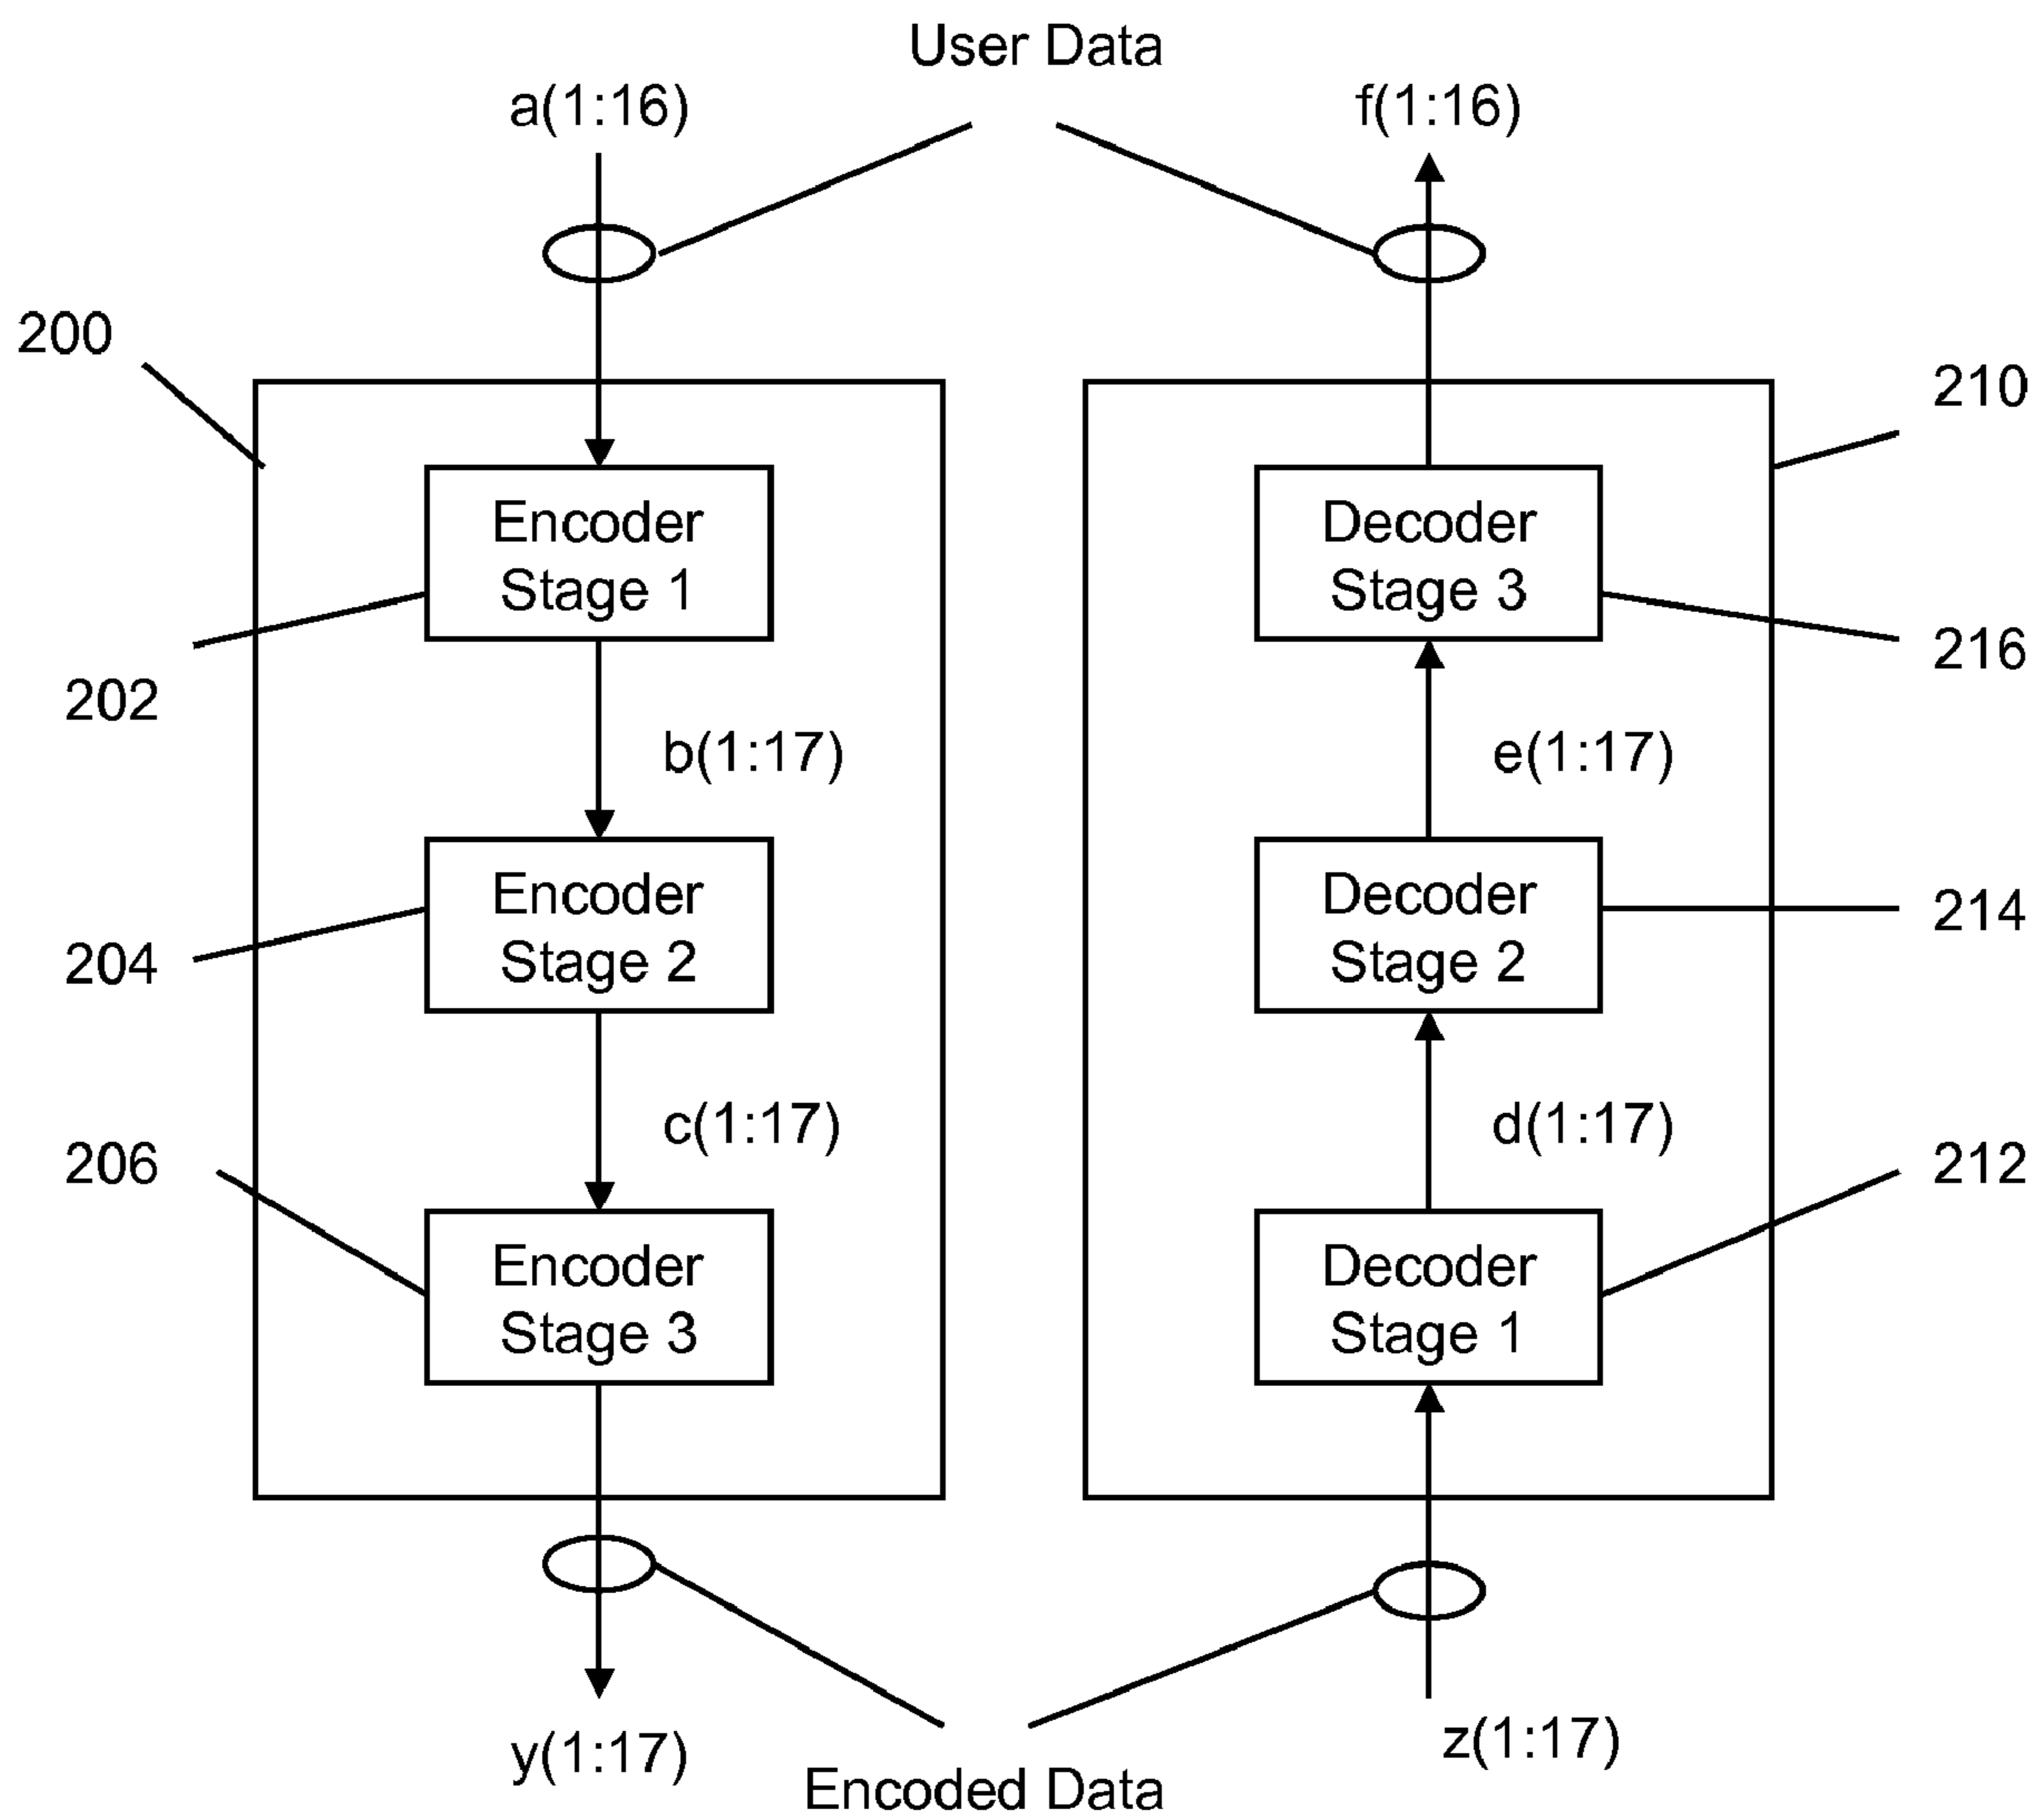 User Data
a(1:16)
f(1:16)
200
210
Encoder
Stage 1
Decoder
Stage 3
202
216
b(1:17)
e(1:17)
Encoder
Stage 2
Decoder
Stage 2
204
214
c(1:17)
d(1:17)
206
212
Encoder
Stage 3
Decoder
Stage 1
y(1:17)
z(1:17)
Encoded Data